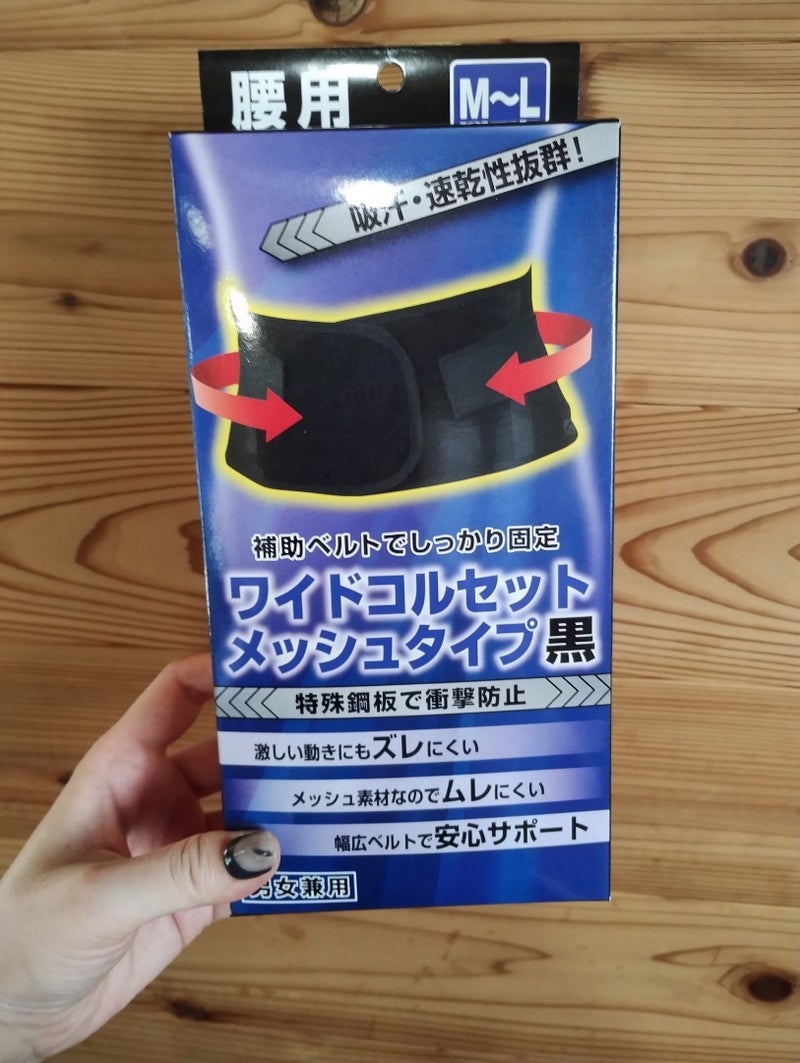 腰用
M～L
吸汗・速乾性抜群!
補助ベルトでしっかり固定
ワイドコルセット
メッシュタイプ黒
特殊鋼板で衝撃防止
激しい動きにもズレにくい
メッシュ素材なのでムレにくい
幅広ベルトで安心サポート
男女兼用